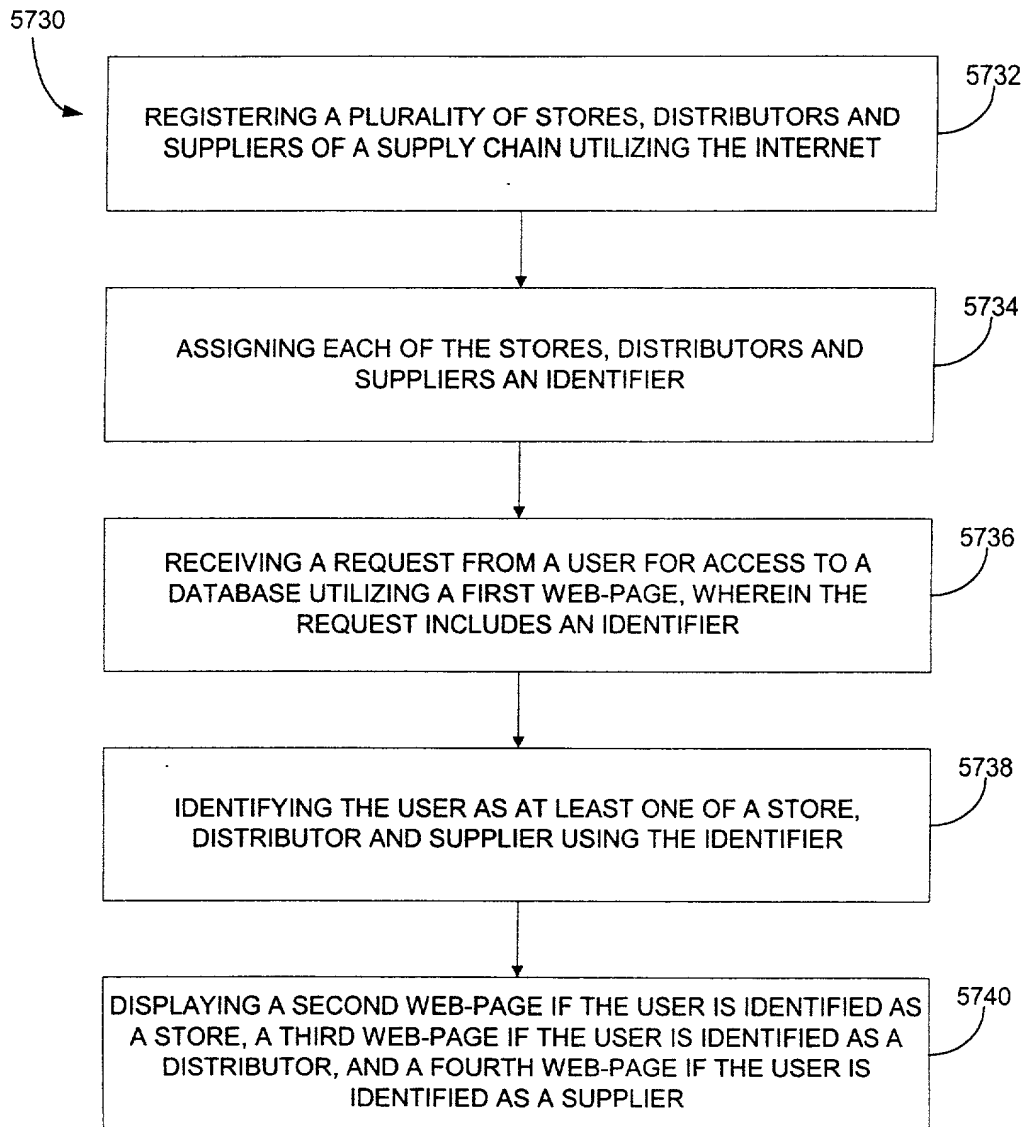 5730
5732
REGISTERING A PLURALITY OF STORES, DISTRIBUTORS AND
SUPPLIERS OF A SUPPLY CHAIN UTILIZING THE INTERNET
5734
ASSIGNING EACH OF THE STORES, DISTRIBUTORS AND
SUPPLIERS AN IDENTIFIER
5736
RECEIVING A REQUEST FROM A USER FOR ACCESS TO A
DATABASE UTILIZING A FIRST WEB-PAGE, WHEREIN THE
REQUEST INCLUDES AN IDENTIFIER
5738
IDENTIFYING THE USER AS AT LEAST ONE OF A STORE,
DISTRIBUTOR AND SUPPLIER USING THE IDENTIFIER
5740
DISPLAYING A SECOND WEB-PAGE IF THE USER IS IDENTIFIED AS
A STORE, A THIRD WEB-PAGE IF THE USER IS IDENTIFIED AS A
DISTRIBUTOR, AND A FOURTH WEB-PAGE IF THE USER IS
IDENTIFIED AS A SUPPLIER